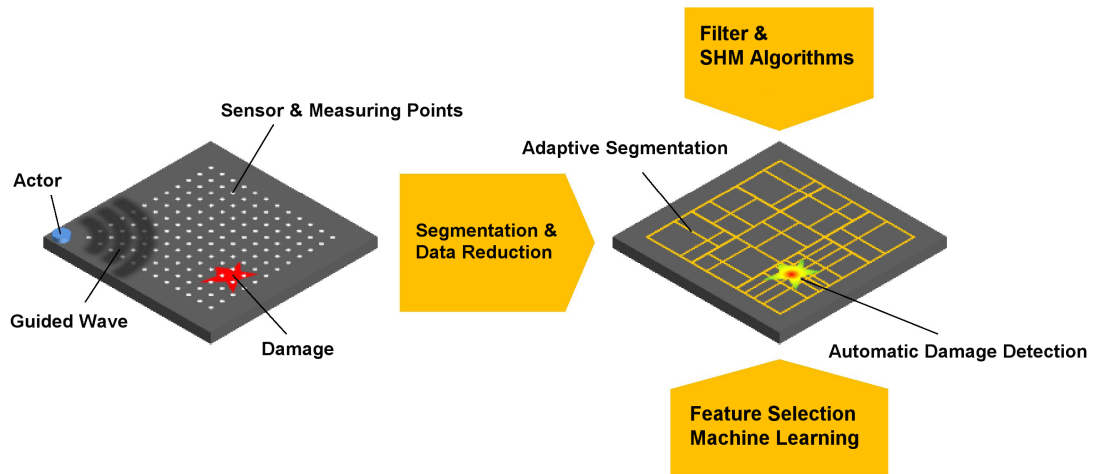 Filter &
SHM Algorithms
Sensor & Measuring Points
Adaptive Segmentation
Actor
Segmentation &
Data Reduction
Guided Wave
Damage
Automatic Damage Detection
Feature Selection
Machine Learning